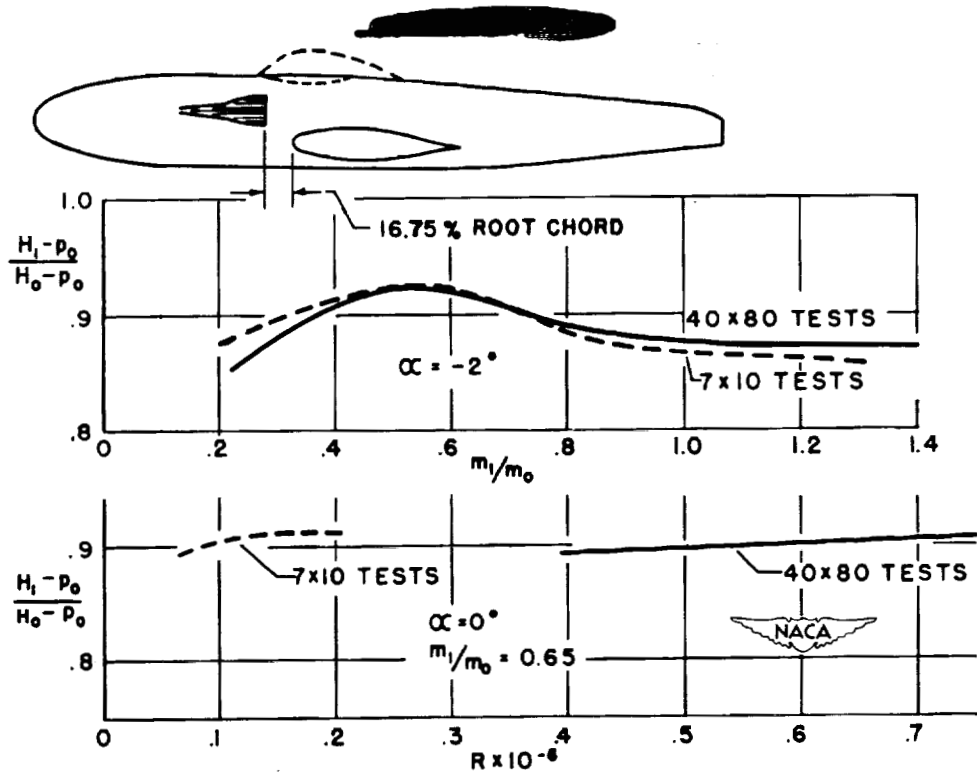 1.0
16.75 % ROOT CHORD
H₁-p₀
H₀-p₀
.9
40 X 80 TESTS
α = -2°
7 X 10 TESTS
.8
0 .2 .4 .6 .8 1.0 1.2 1.4
m₁/m₀
.9
7 X 10 TESTS
40 X 80 TESTS
H₁-p₀
H₀-p₀
α = 0°
NACA
m₁/m₀ = 0.65
.8
0 .1 .2 .3 .4 .5 .6 .7
R X 10⁻⁶